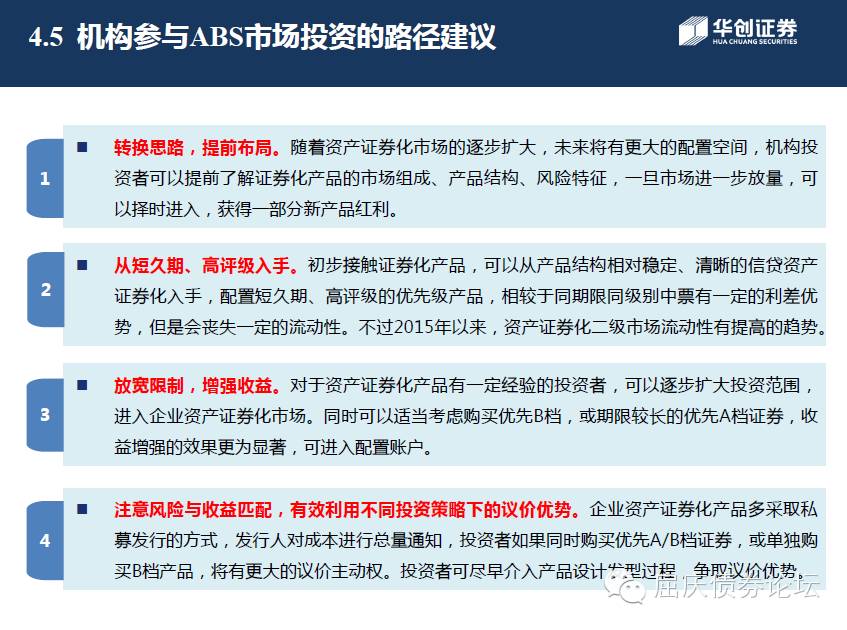 4.5 机构参与ABS市场投资的路径建议
华创证券
HUA CHUANG SECURITIES
1
转换思路，提前布局。随着资产证券化市场的逐步扩大，未来将有更大的配置空间，机构投
资者可以提前了解证券化产品的市场组成、产品结构、风险特征，一旦市场进一步放量，可
以择时进入，获得一部分新产品红利。
2
从短久期、高评级入手。初步接触证券化产品，可以从产品结构相对稳定、清晰的信贷资产
证券化入手，配置短久期、高评级的优先级产品，相较于同期限同级别中票有一定的利差优
势，但是会丧失一定的流动性。不过2015年以来，资产证券化二级市场流动性有提高的趋势。
3
放宽限制，增强收益。对于资产证券化产品有一定经验的投资者，可以逐步扩大投资范围，
进入企业资产证券化市场。同时可以适当考虑购买优先B档，或期限较长的优先A档证券，收
益增强的效果更为显著，可进入配置账户。
4
注意风险与收益匹配，有效利用不同投资策略下的议价优势。企业资产证券化产品多采取私
募发行的方式，发行人对成本进行总量通知，投资者如果同时购买优先A/B档证券，或单独购
买B档产品，将有更大的议价主动权。投资者可尽早介入产品设计发型过程，争取议价优势。
屈庆债券论坛